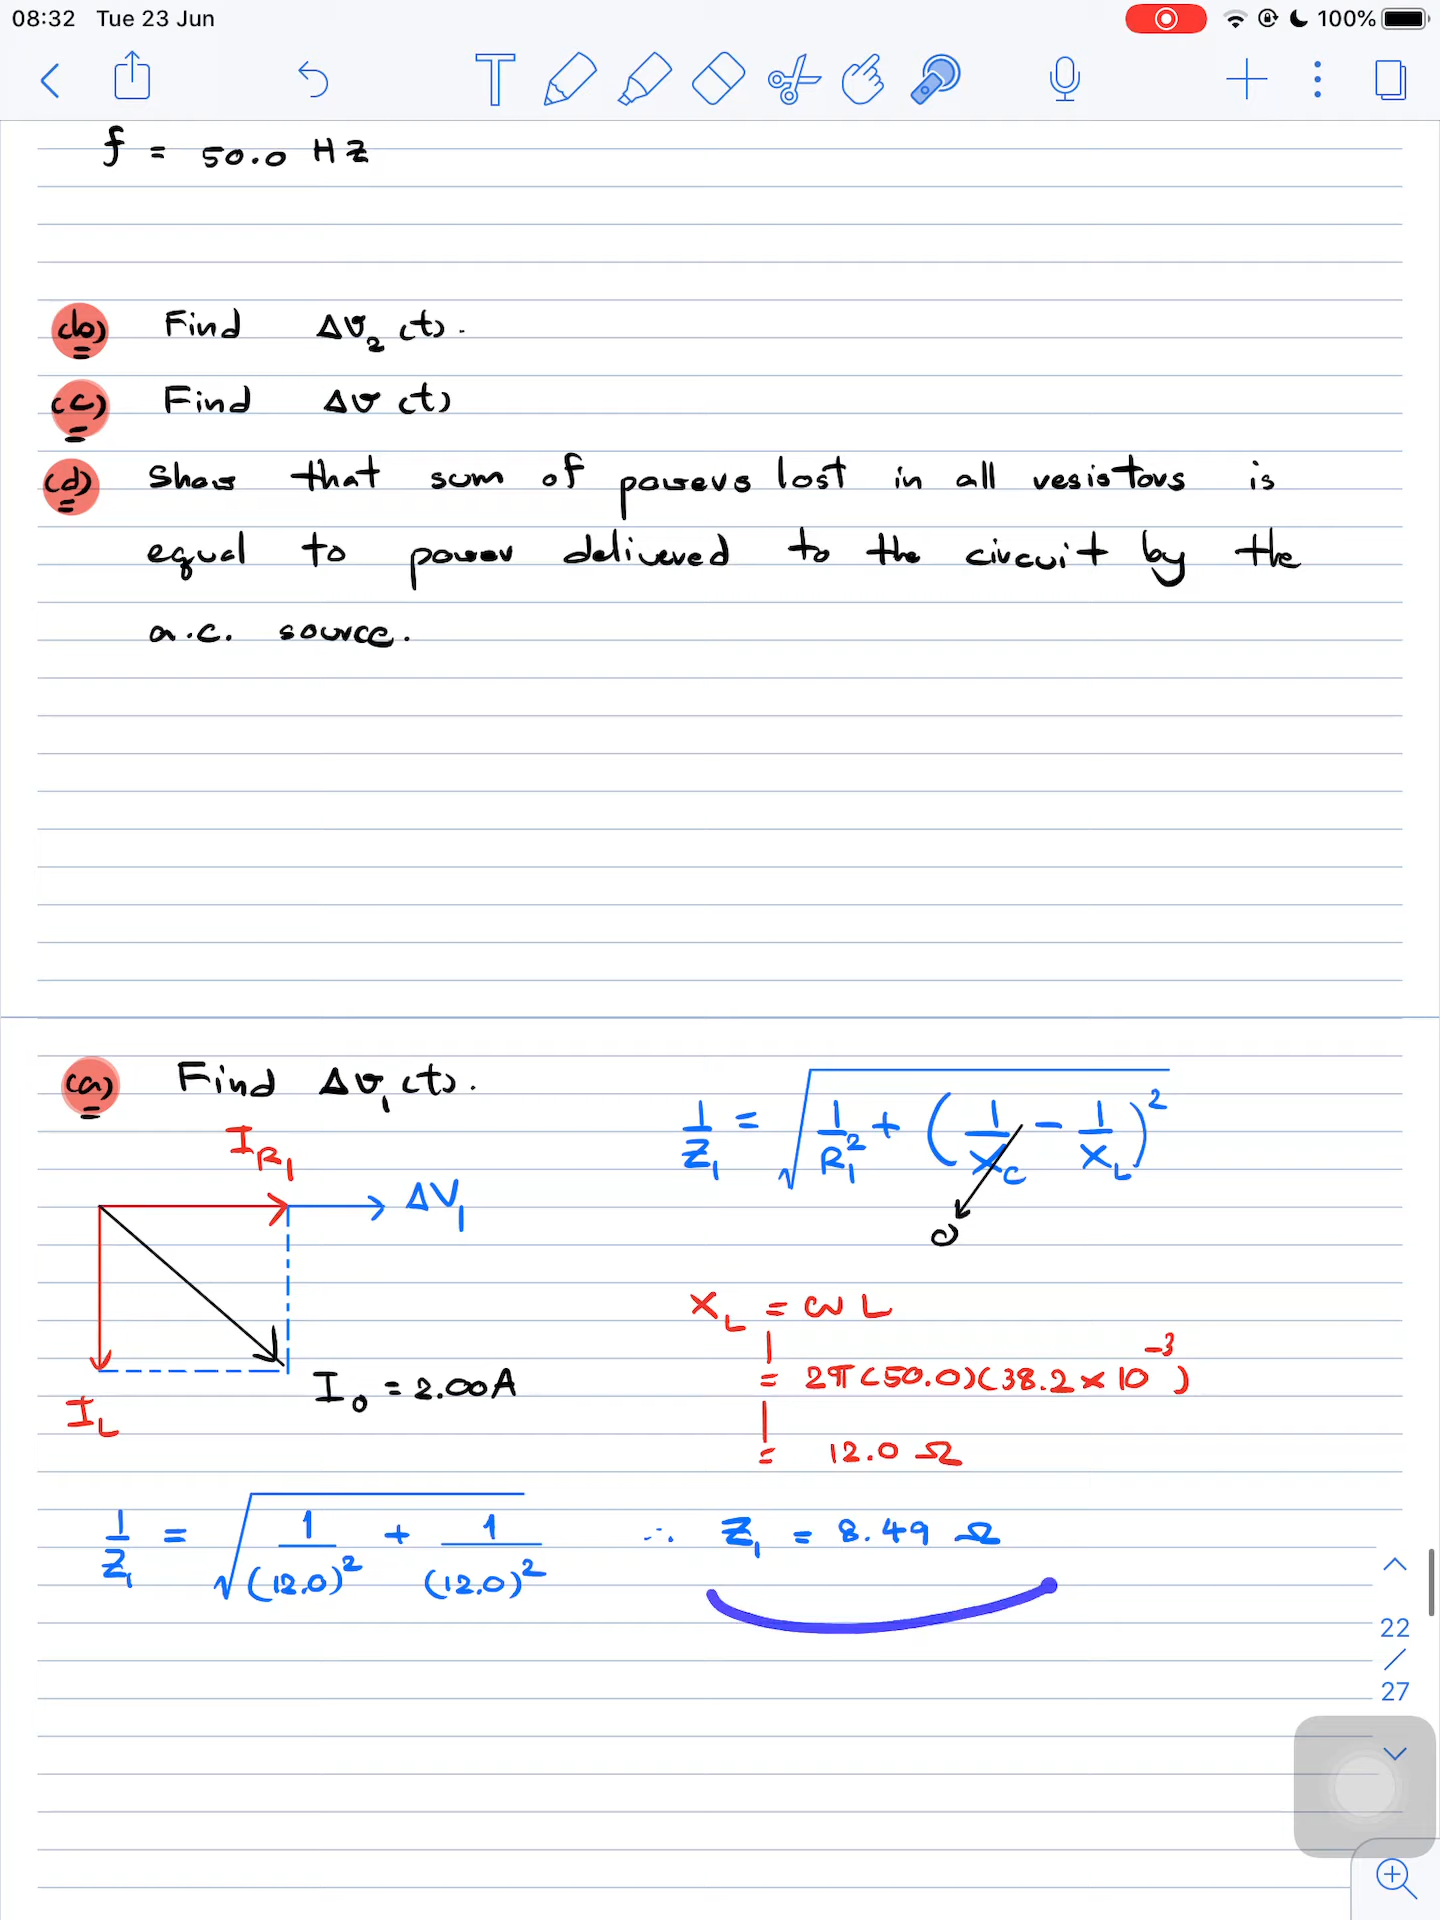 08:32 Tue 23 Jun 100%
T
f = 50.0 Hz
(b) Find Δv₂(t).
(c) Find Δv(t)
(d) Show that sum of powers lost in all resistors is
equal to power delivered to the circuit by the
a.c. source.
(a) Find Δv₁(t).
1/Z₁ = √(1/R₁² + (1/X_C − 1/X_L)²)
0
I_R₁
ΔV₁
I_L
I₀ = 2.00A
X_L = ωL
= 2π(50.0)(38.2×10⁻³)
= 12.0 Ω
1/Z₁ = √(1/(12.0)² + 1/(12.0)²) ∴ Z₁ = 8.49 Ω
22
/
27